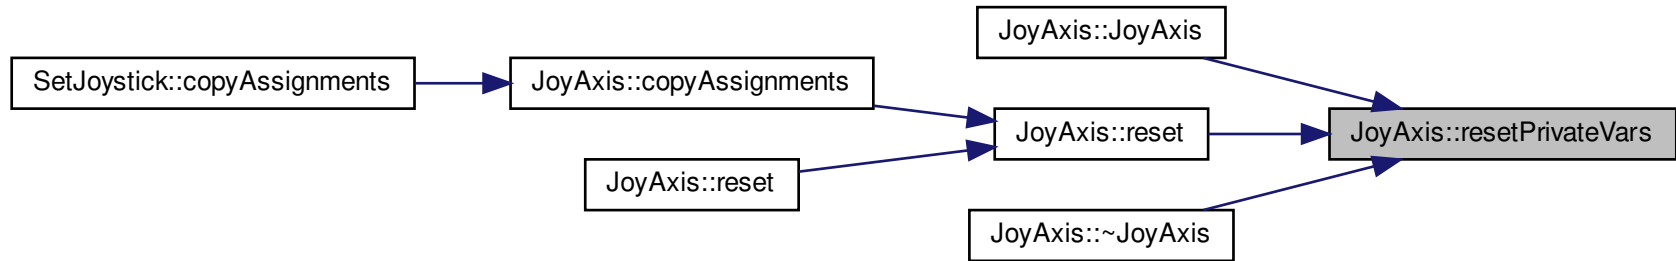 JoyAxis::JoyAxis
SetJoystick::copyAssignments
JoyAxis::copyAssignments
JoyAxis::reset
JoyAxis::resetPrivateVars
JoyAxis::reset
JoyAxis::~JoyAxis